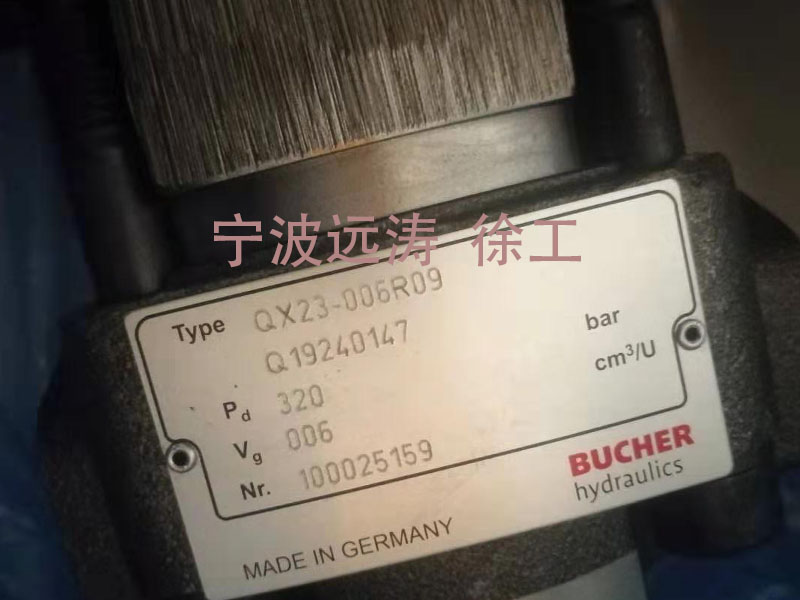 宁波远涛 徐工
Type QX23-006R09
Q19240147
Pd 320 bar
Vg 006 cm³/U
Nr. 100025159
BUCHER
hydraulics
MADE IN GERMANY